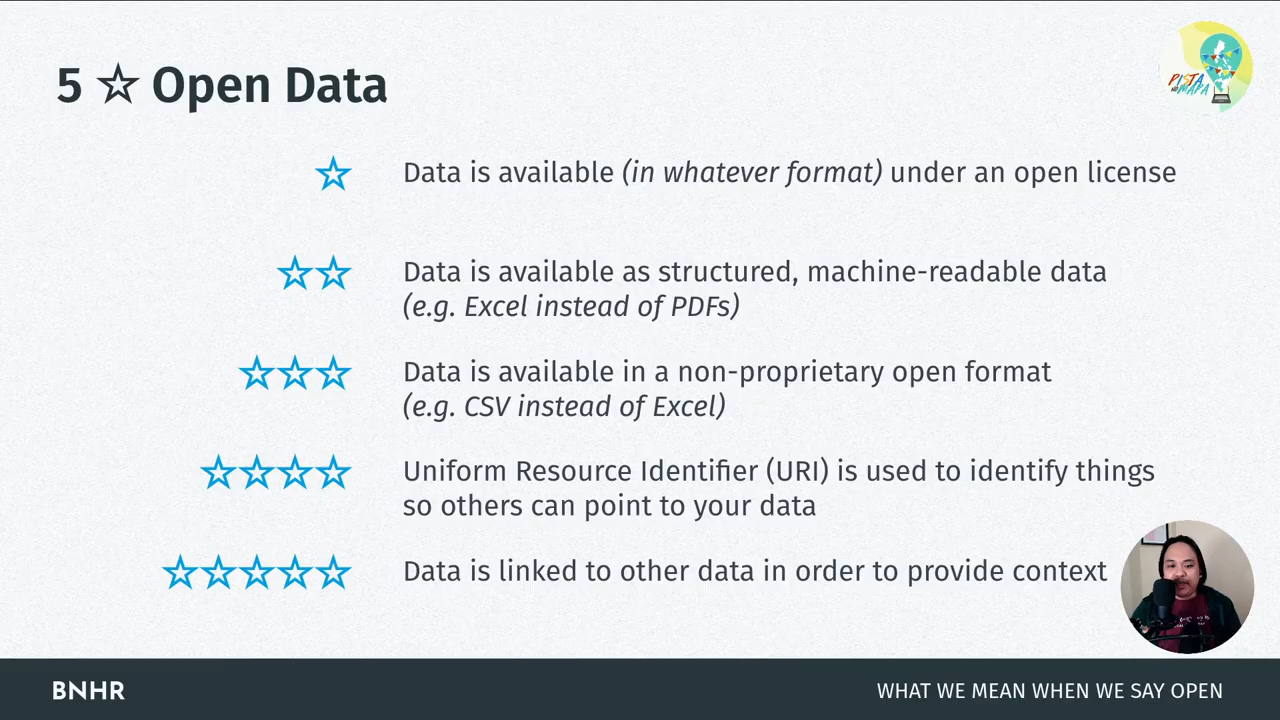 5 ☆ Open Data
PISTA
NG MAPA
☆ Data is available (in whatever format) under an open license
☆☆ Data is available as structured, machine-readable data
(e.g. Excel instead of PDFs)
☆☆☆ Data is available in a non-proprietary open format
(e.g. CSV instead of Excel)
☆☆☆☆ Uniform Resource Identifier (URI) is used to identify things
so others can point to your data
☆☆☆☆☆ Data is linked to other data in order to provide context
BNHR
WHAT WE MEAN WHEN WE SAY OPEN